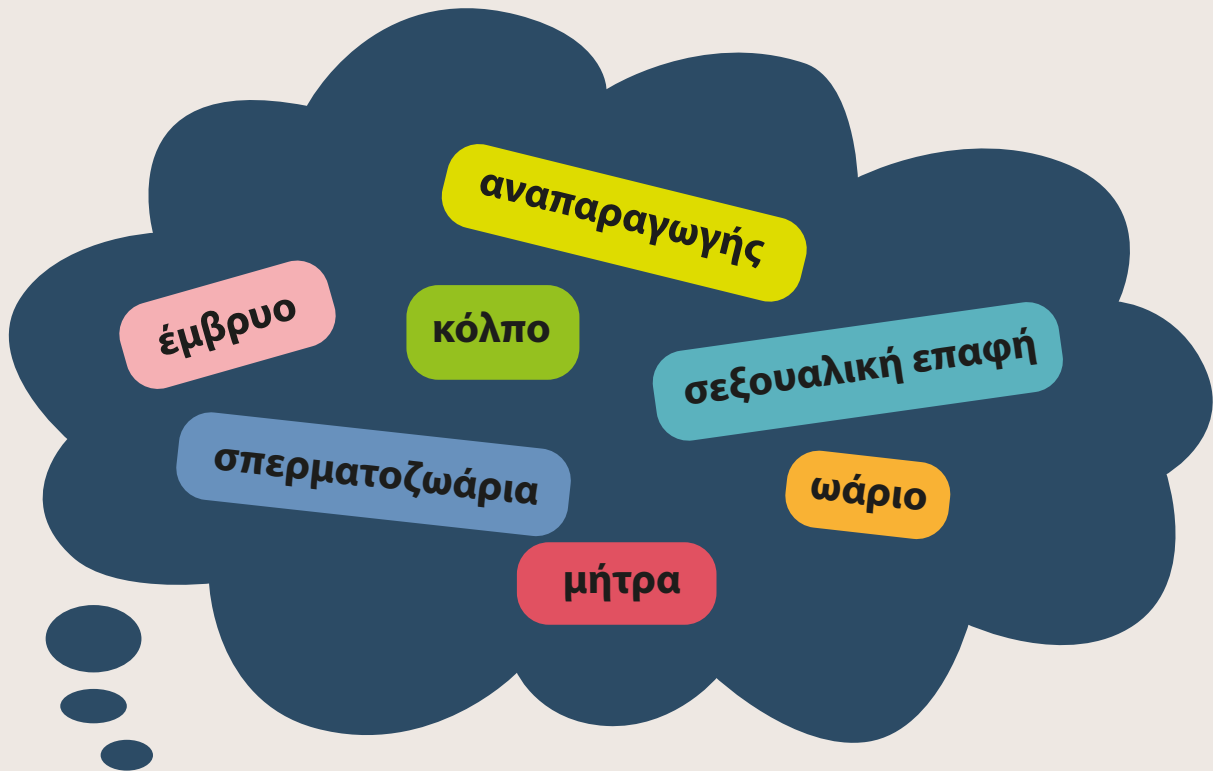 αναπαραγωγής
έμβρυο
κόλπο
σεξουαλική επαφή
σπερματοζωάρια
ωάριο
μήτρα